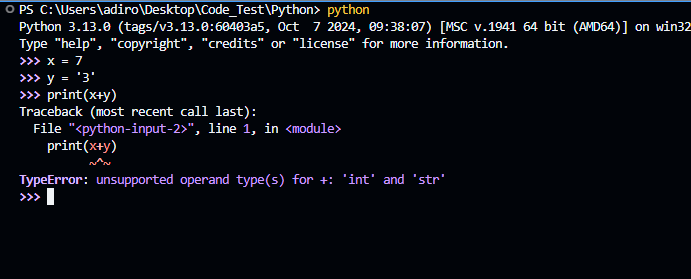 PS C:\Users\adiro\Desktop\Code_Test\Python> python
Python 3.13.0 (tags/v3.13.0:60403a5, Oct  7 2024, 09:38:07) [MSC v.1941 64 bit (AMD64)] on win32
Type "help", "copyright", "credits" or "license" for more information.
>>> x = 7
>>> y = '3'
>>> print(x+y)
Traceback (most recent call last):
  File "<python-input-2>", line 1, in <module>
    print(x+y)
          ~^~
TypeError: unsupported operand type(s) for +: 'int' and 'str'
>>>